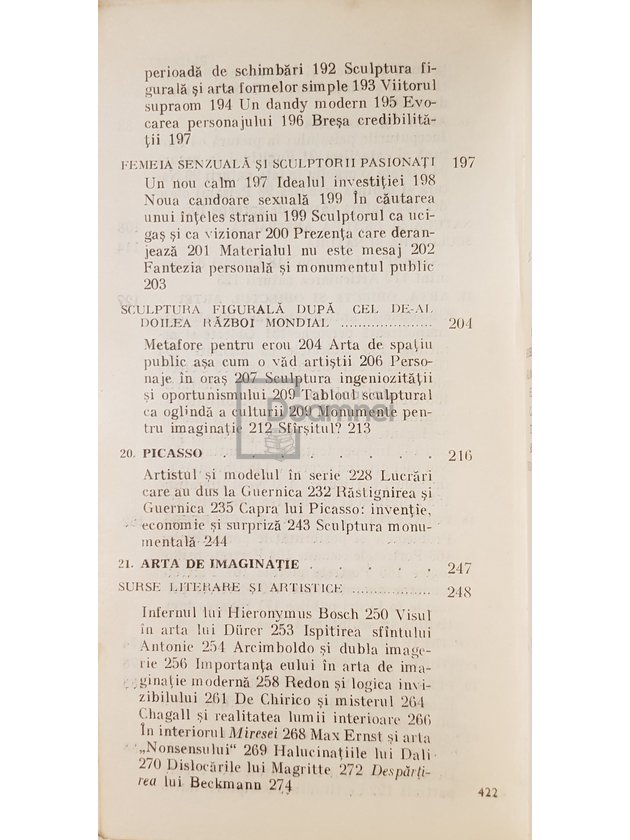 perioadă de schimbări 192 Sculptura fi-
gurală și arta formelor simple 193 Viitorul
supraom 194 Un dandy modern 195 Evo-
carea personajului 196 Breșa credibilită-
ții 197
FEMEIA SENZUALĂ ȘI SCULPTORII PASIONAȚI 197
Un nou calm 197 Idealul investiției 198
Noua candoare sexuală 199 În căutarea
unui înțeles straniu 199 Sculptorul ca uci-
gaș și ca vizionar 200 Prezența care deran-
jează 201 Materialul nu este mesaj 202
Fantezia personală și monumentul public
203
SCULPTURA FIGURALĂ DUPĂ CEL DE-AL
DOILEA RĂZBOI MONDIAL ..................... 204
Metafore pentru erou 204 Arta de spațiu
public așa cum o văd artiștii 206 Perso-
naje în oraș 207 Sculptura ingeniozității
și oportunismului 209 Tabloul sculptural
ca oglindă a culturii 209 Monumente pen-
tru imaginație 212 Sfîrșitul? 213
20. PICASSO . . . . . . . . 216
Artistul și modelul în serie 228 Lucrări
care au dus la Guernica 232 Răstignirea și
Guernica 235 Capra lui Picasso: invenție,
economie și surpriză 243 Sculptura monu-
mentală 244
21. ARTA DE IMAGINAȚIE . . . . . 247
SURSE LITERARE ȘI ARTISTICE .................. 248
Infernul lui Hieronymus Bosch 250 Visul
în arta lui Dürer 253 Ispitirea sfîntului
Antonie 254 Arcimboldo și dubla image-
rie 256 Importanța eului în arta de ima-
ginație modernă 258 Redon și logica invi-
zibilului 261 De Chirico și misterul 264
Chagall și realitatea lumii interioare 266
În interiorul Miresei 268 Max Ernst și arta
„Nonsensului“ 269 Halucinațiile lui Dali
270 Dislocările lui Magritte 272 Despărți-
rea lui Beckmann 274
422